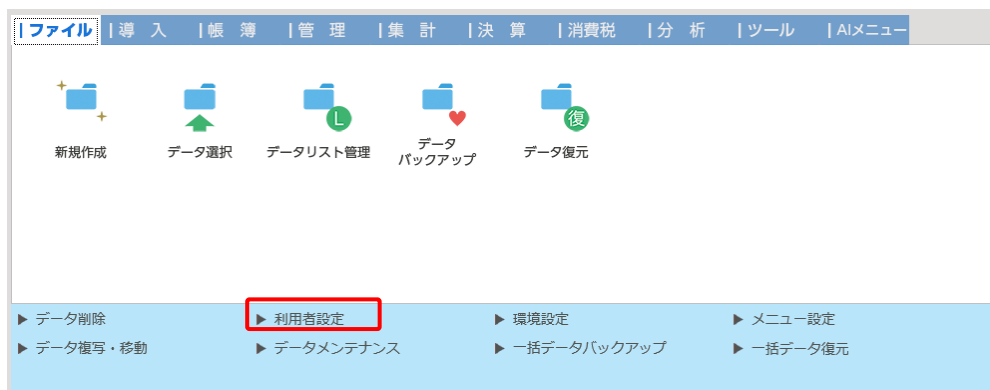 |ファイル |導 入 |帳 簿 |管 理 |集 計 |決 算 |消費税 |分 析 |ツール |AIメニュー
L 復
新規作成 データ選択 データリスト管理 データ データ復元
バックアップ
▶ データ削除 ▶ 利用者設定 ▶ 環境設定 ▶ メニュー設定
▶ データ複写・移動 ▶ データメンテナンス ▶ 一括データバックアップ ▶ 一括データ復元